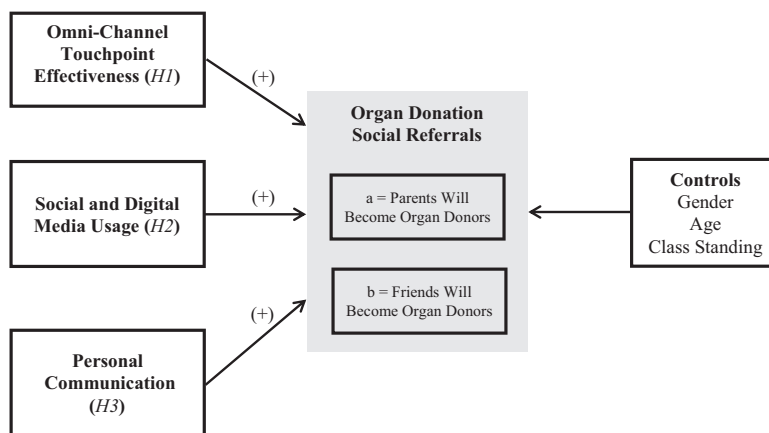 Omni-Channel
Touchpoint
Effectiveness (H1)
(+)
Organ Donation
Social Referrals
a = Parents Will
Become Organ Donors
b = Friends Will
Become Organ Donors
Social and Digital
Media Usage (H2)
(+)
Controls
Gender
Age
Class Standing
Personal
Communication
(H3)
(+)